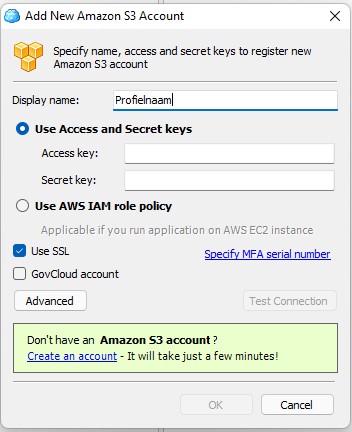 Add New Amazon S3 Account
Specify name, access and secret keys to register new
Amazon S3 account
Display name:
Profielnaam
Use Access and Secret keys
Access key:
Secret key:
Use AWS IAM role policy
Applicable if you run application on AWS EC2 instance
Use SSL
Specify MFA serial number
GovCloud account
Advanced
Test Connection
Don't have an Amazon S3 account ?
Create an account - It will take just a few minutes!
OK
Cancel